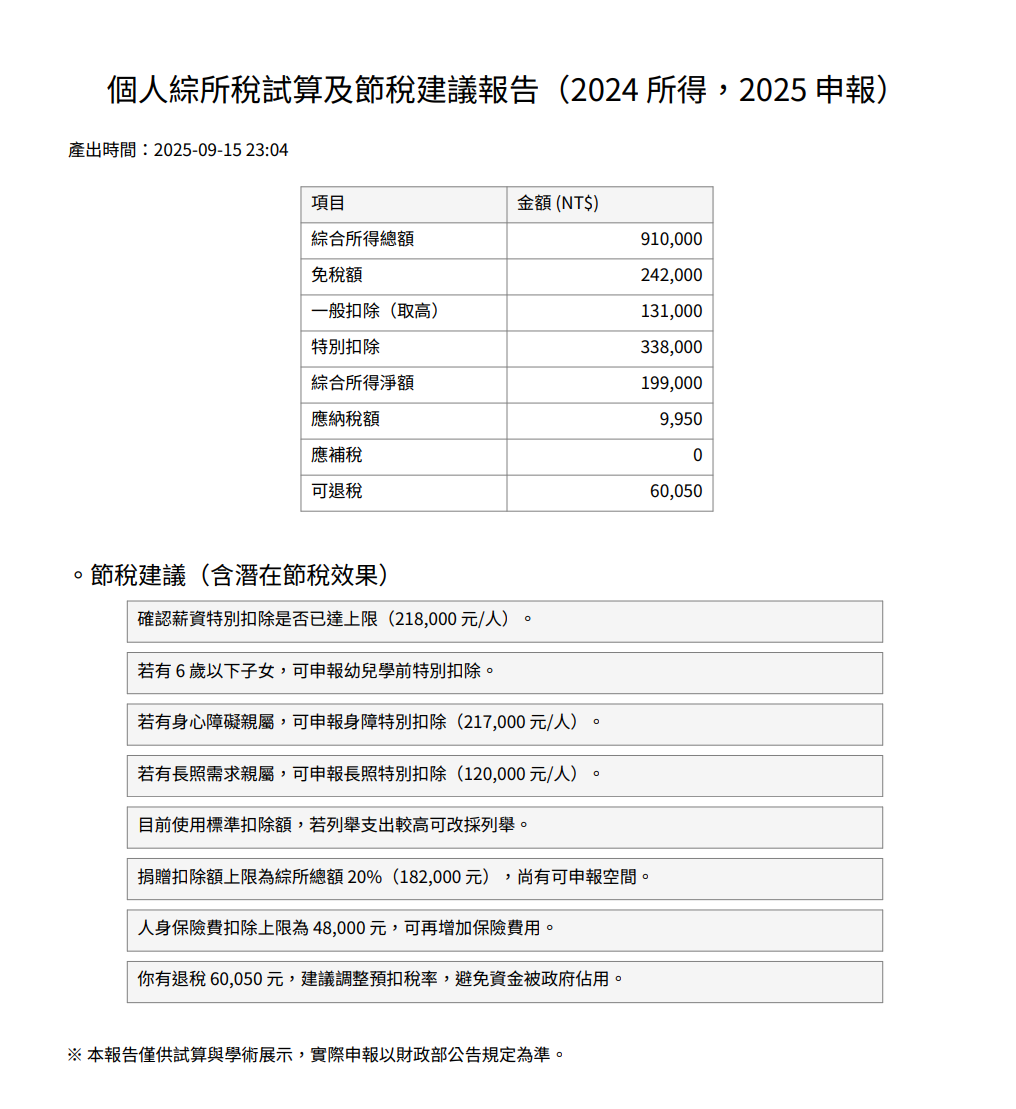 個人綜所稅試算及節稅建議報告（2024 所得，2025 申報）
產出時間：2025-09-15 23:04
項目 金額 (NT$)
綜合所得總額 910,000
免稅額 242,000
一般扣除（取高） 131,000
特別扣除 338,000
綜合所得淨額 199,000
應納稅額 9,950
應補稅 0
可退稅 60,050
。節稅建議（含潛在節稅效果）
確認薪資特別扣除是否已達上限（218,000 元/人）。
若有 6 歲以下子女，可申報幼兒學前特別扣除。
若有身心障礙親屬，可申報身障特別扣除（217,000 元/人）。
若有長照需求親屬，可申報長照特別扣除（120,000 元/人）。
目前使用標準扣除額，若列舉支出較高可改採列舉。
捐贈扣除額上限為綜所總額 20%（182,000 元），尚有可申報空間。
人身保險費扣除上限為 48,000 元，可再增加保險費用。
你有退稅 60,050 元，建議調整預扣稅率，避免資金被政府佔用。
※ 本報告僅供試算與學術展示，實際申報以財政部公告規定為準。